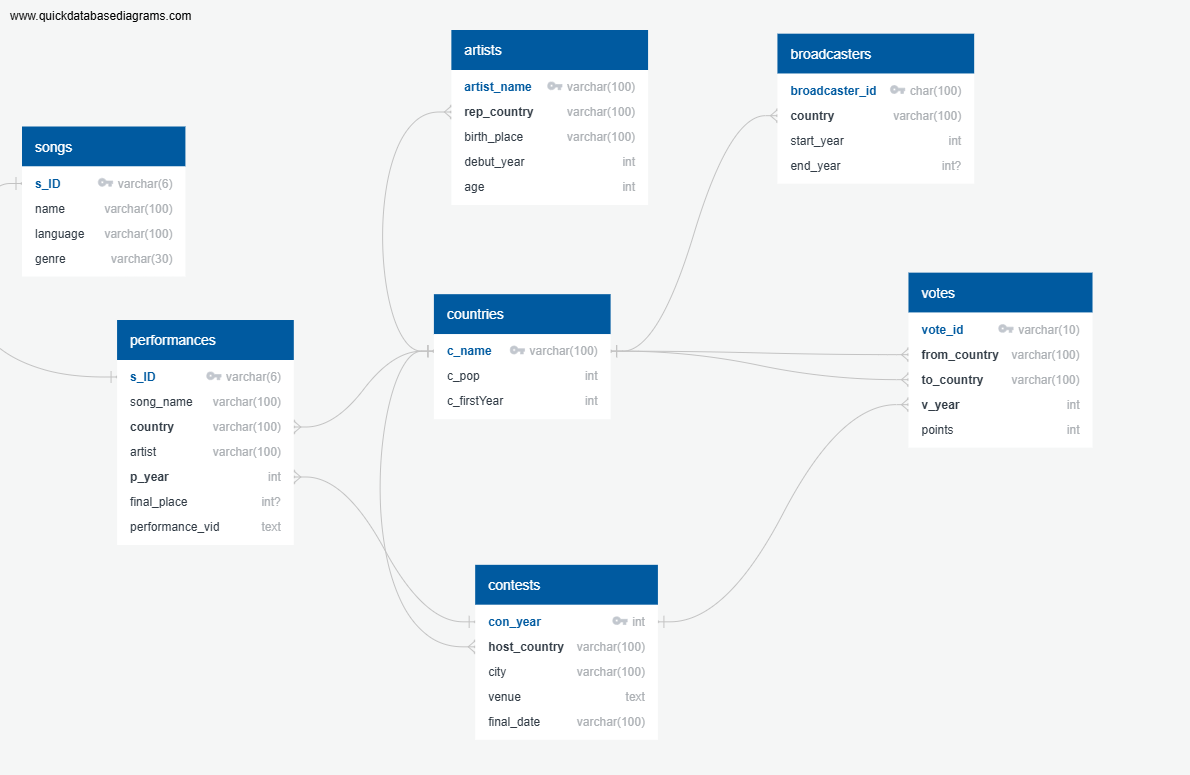 www.quickdatabasediagrams.com
artists
artist_name varchar(100)
rep_country varchar(100)
birth_place varchar(100)
debut_year int
age int
broadcasters
broadcaster_id char(100)
country varchar(100)
start_year int
end_year int?
songs
s_ID varchar(6)
name varchar(100)
language varchar(100)
genre varchar(30)
countries
c_name varchar(100)
c_pop int
c_firstYear int
votes
vote_id varchar(10)
from_country varchar(100)
to_country varchar(100)
v_year int
points int
performances
s_ID varchar(6)
song_name varchar(100)
country varchar(100)
artist varchar(100)
p_year int
final_place int?
performance_vid text
contests
con_year int
host_country varchar(100)
city varchar(100)
venue text
final_date varchar(100)